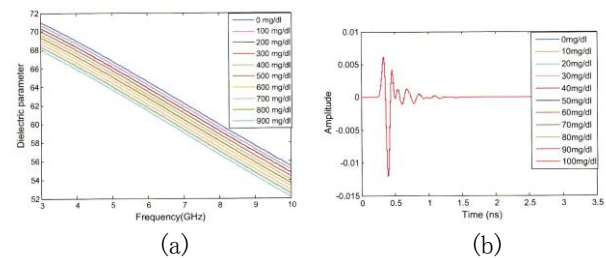 72
70
68
66
64
62
60
58
56
54
52
Dielectric parameter
3 4 5 6 7 8 9 10
Frequency(GHz)
0 mg/dl
100 mg/dl
200 mg/dl
300 mg/dl
400 mg/dl
500 mg/dl
600 mg/dl
700 mg/dl
800 mg/dl
900 mg/dl
(a)
0.01
0.005
0
-0.005
-0.01
-0.015
Amplitude
0 0.5 1 1.5 2 2.5 3 3.5
Time (ns)
0mg/dl
10mg/dl
20mg/dl
30mg/dl
40mg/dl
50mg/dl
60mg/dl
70mg/dl
80mg/dl
90mg/dl
100mg/dl
(b)